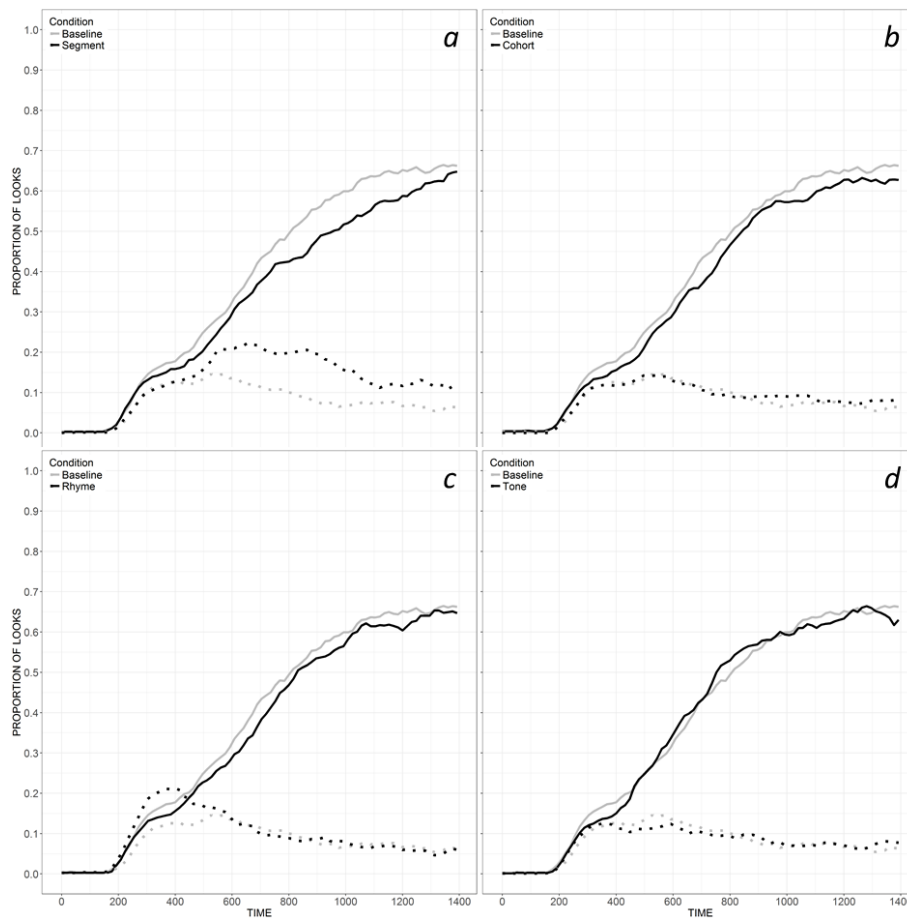 Condition
Baseline
Segment
a
1.0
0.9
0.8
0.7
0.6
0.5
0.4
0.3
0.2
0.1
0.0
PROPORTION OF LOOKS
Condition
Baseline
Cohort
b
Condition
Baseline
Rhyme
c
1.0
0.9
0.8
0.7
0.6
0.5
0.4
0.3
0.2
0.1
0.0
PROPORTION OF LOOKS
0 200 400 600 800 1000 1200 1400
TIME
Condition
Baseline
Tone
d
0 200 400 600 800 1000 1200 140
TIME